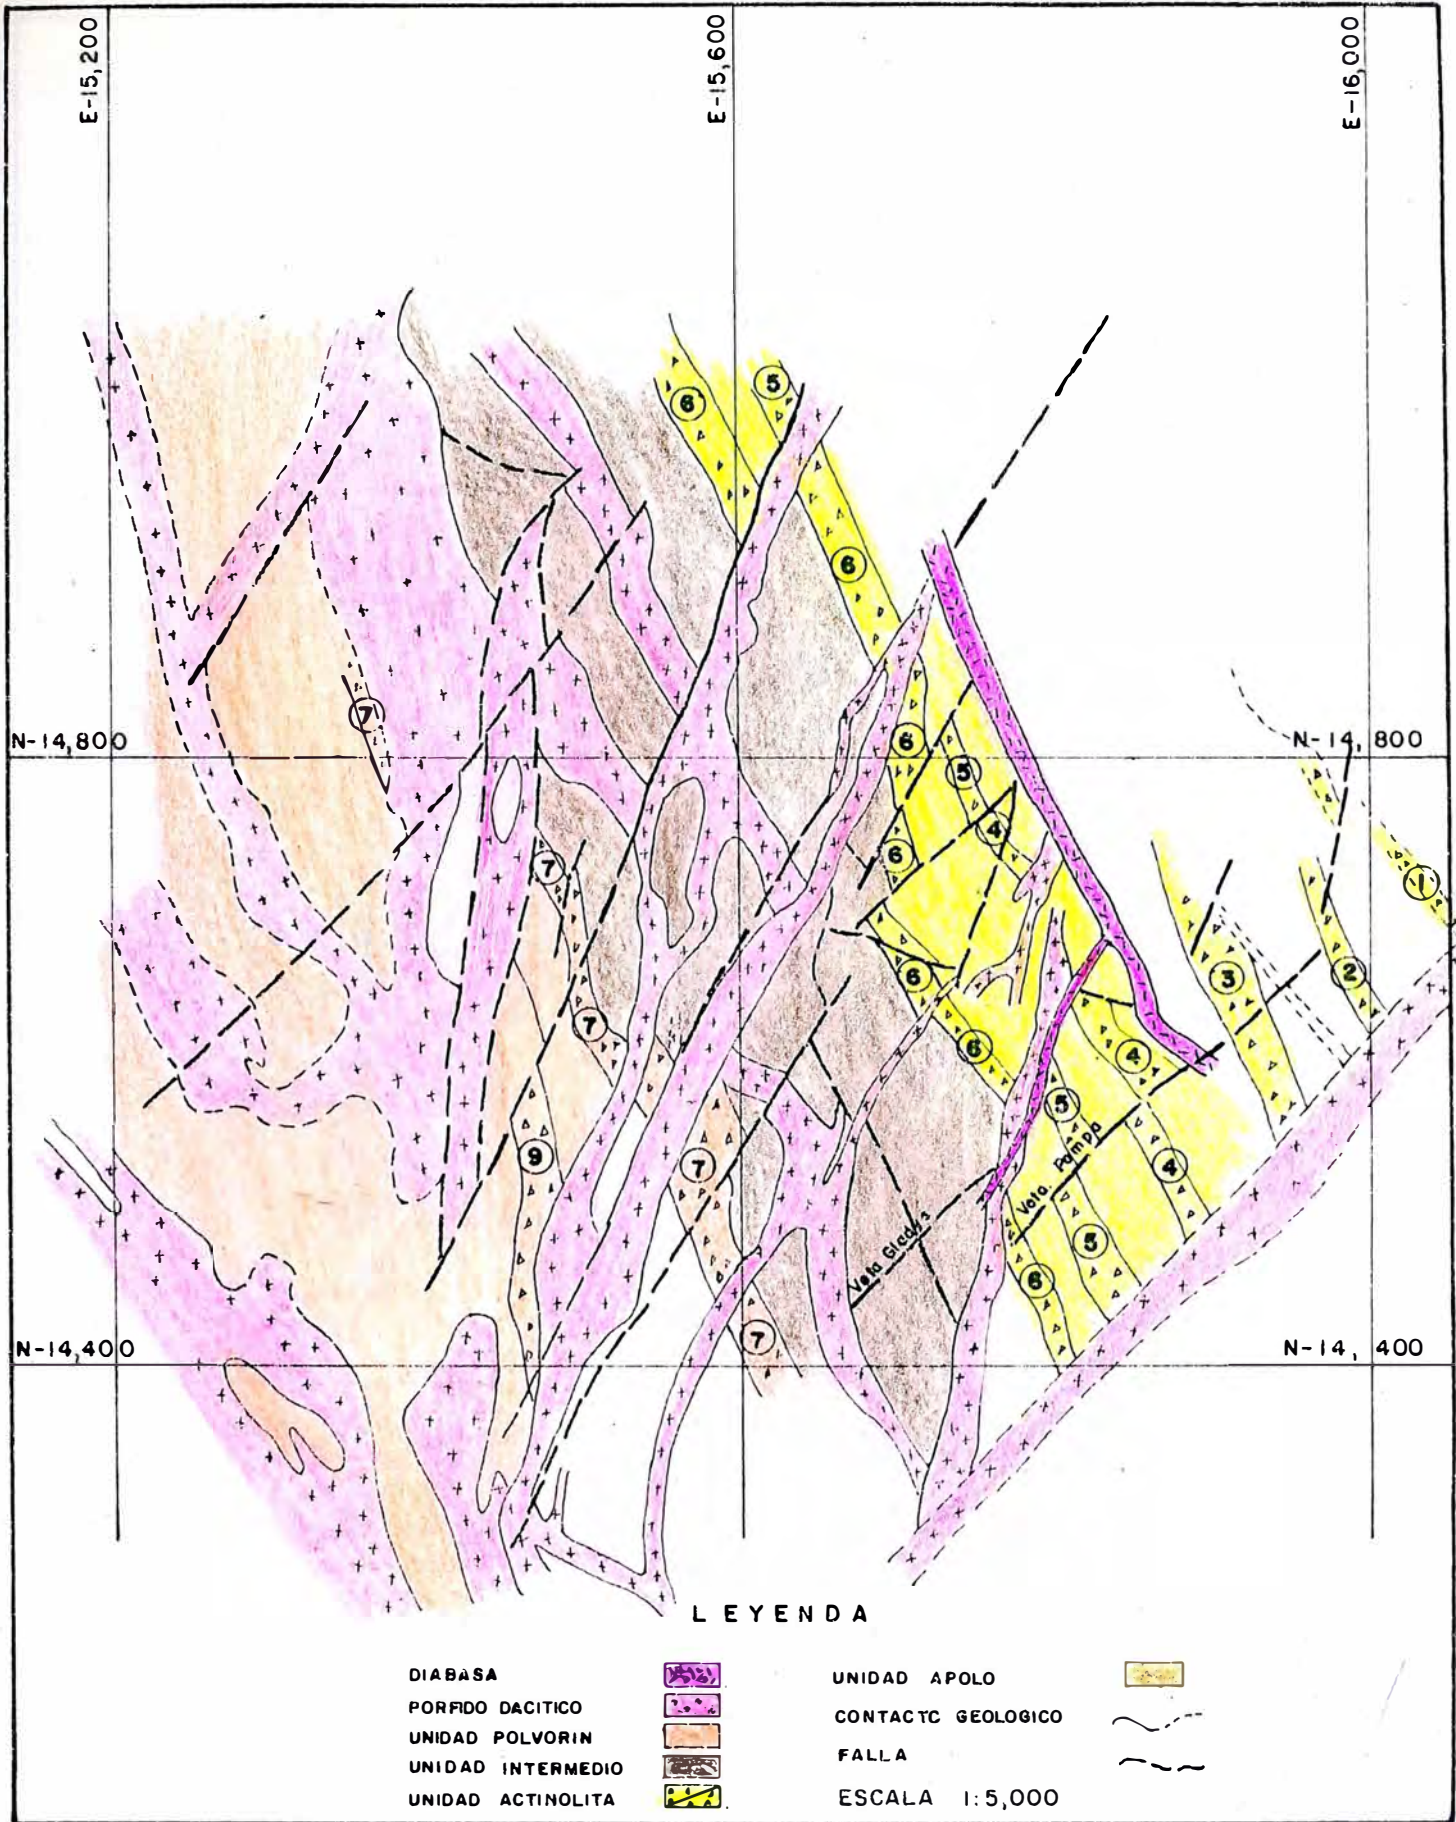 E-15,200
E-15,600
E-16,000
5
6
6
7
N-14,800
6
5
N-14, 800
4
6
7
1
3
2
6
7
6
4
5
9
7
4
Veta Pampa
Veta Gladys
5
6
7
N-14,400
N-14, 400
LEYENDA
DIABASA
PORFIDO DACITICO
UNIDAD POLVORIN
UNIDAD INTERMEDIO
UNIDAD ACTINOLITA
UNIDAD APOLO
CONTACTC GEOLOGICO
FALLA
ESCALA 1:5,000